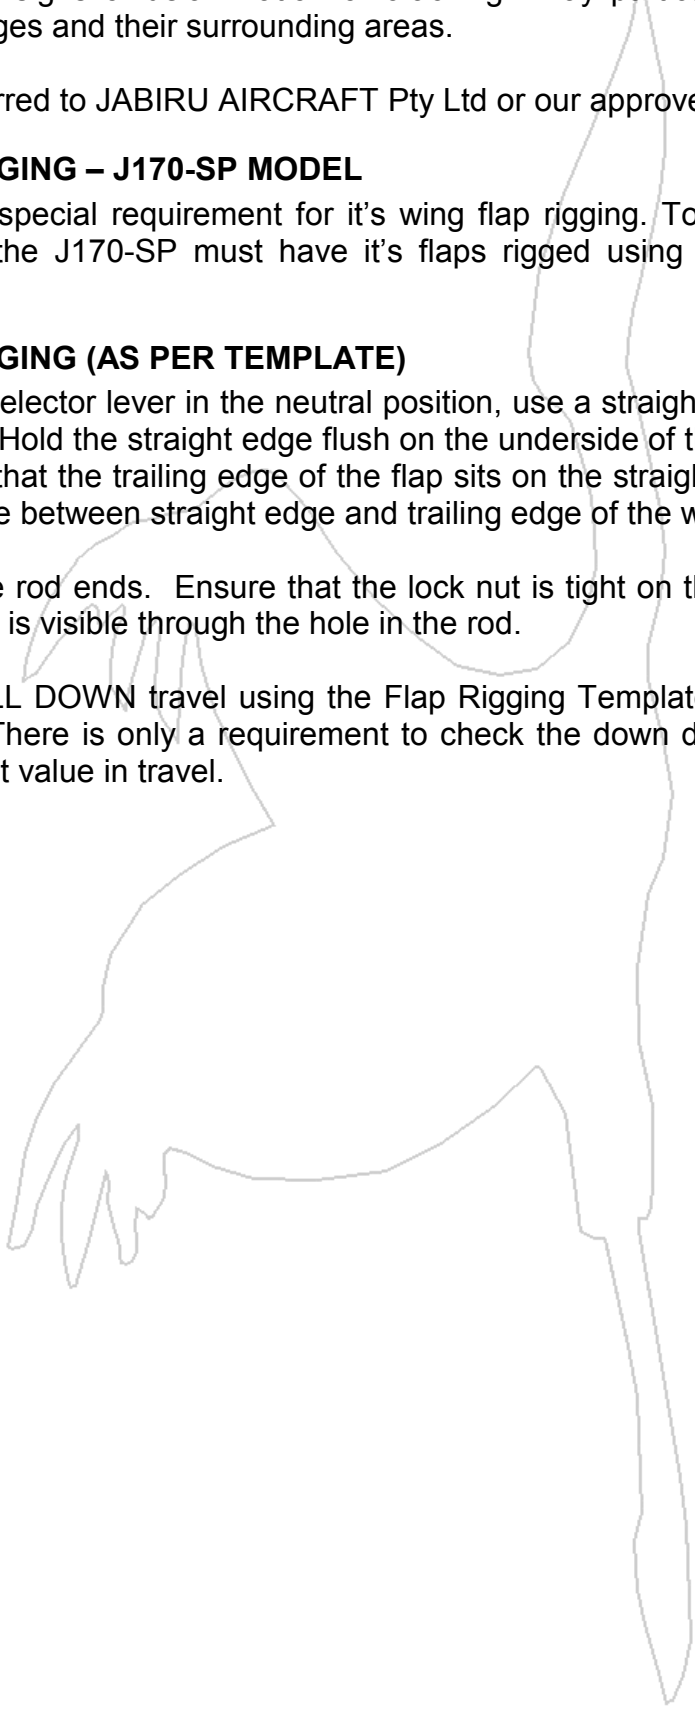 ges and their surrounding areas.
rred to JABIRU AIRCRAFT Pty Ltd or our approve
GING – J170-SP MODEL
special requirement for it’s wing flap rigging. To
the J170-SP must have it’s flaps rigged using
GING (AS PER TEMPLATE)
elector lever in the neutral position, use a straigh
Hold the straight edge flush on the underside of t
that the trailing edge of the flap sits on the straigh
e between straight edge and trailing edge of the w
e rod ends. Ensure that the lock nut is tight on th
is visible through the hole in the rod.
LL DOWN travel using the Flap Rigging Template
There is only a requirement to check the down d
t value in travel.